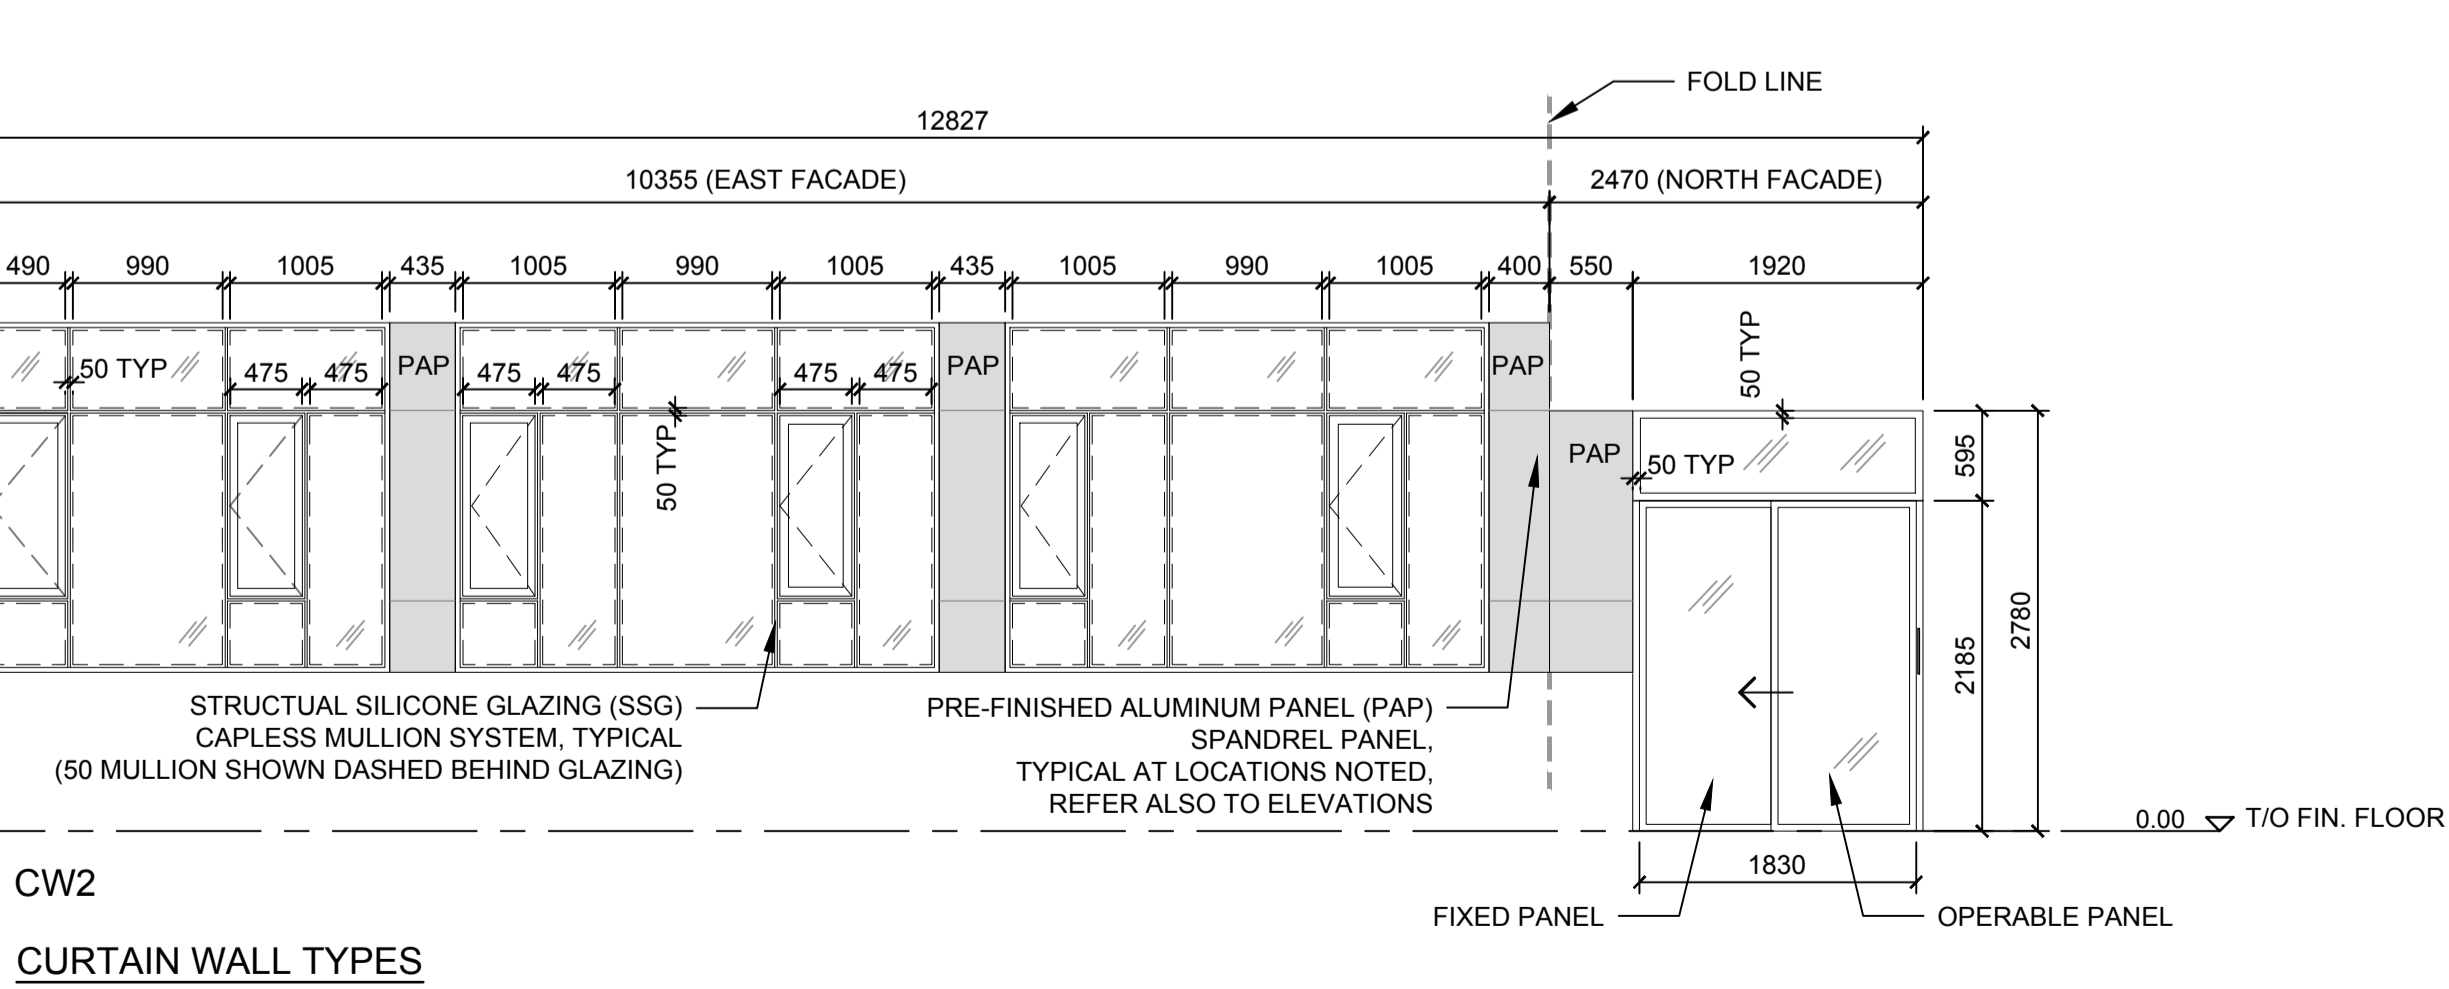 FOLD LINE
12827
10355 (EAST FACADE)
2470 (NORTH FACADE)
490 990 1005 435 1005 990 1005 435 1005 990 1005 400 550 1920
50 TYP
50 TYP
475 475
PAP
475 475
475 475
PAP
PAP
50 TYP
PAP
50 TYP
595
2185
2780
STRUCTUAL SILICONE GLAZING (SSG)
CAPLESS MULLION SYSTEM, TYPICAL
(50 MULLION SHOWN DASHED BEHIND GLAZING)
PRE-FINISHED ALUMINUM PANEL (PAP)
SPANDREL PANEL,
TYPICAL AT LOCATIONS NOTED,
REFER ALSO TO ELEVATIONS
0.00 T/O FIN. FLOOR
1830
FIXED PANEL
OPERABLE PANEL
CW2
CURTAIN WALL TYPES